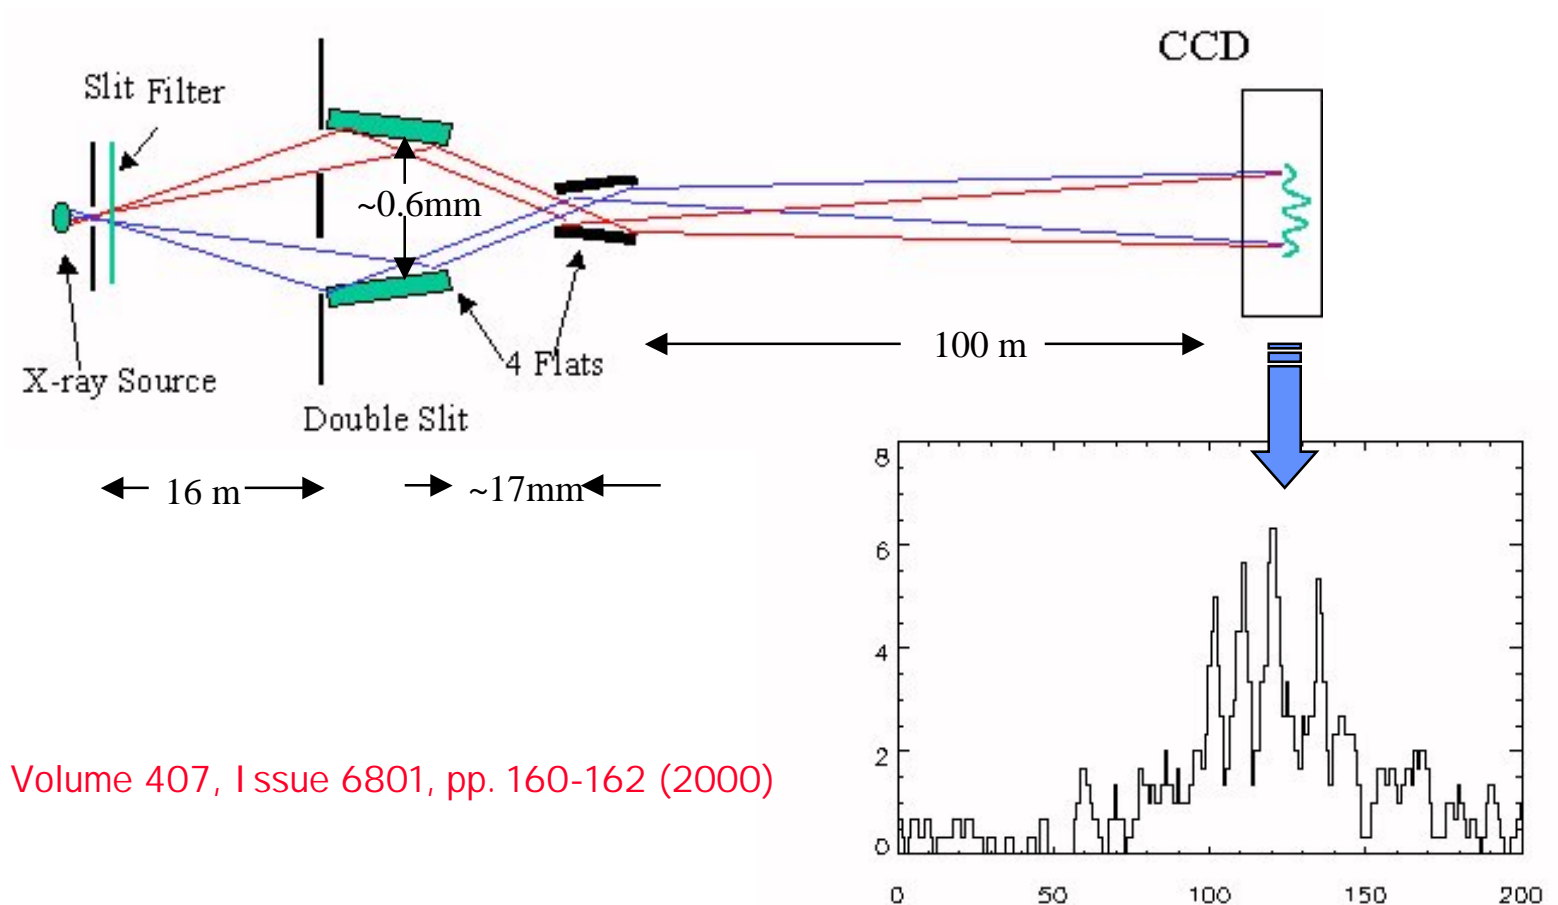 CCD
Slit Filter
~0.6mm
100 m
4 Flats
X-ray Source
Double Slit
16 m
~17mm
8
6
4
2
0
0 50 100 150 200
Volume 407, Issue 6801, pp. 160-162 (2000)